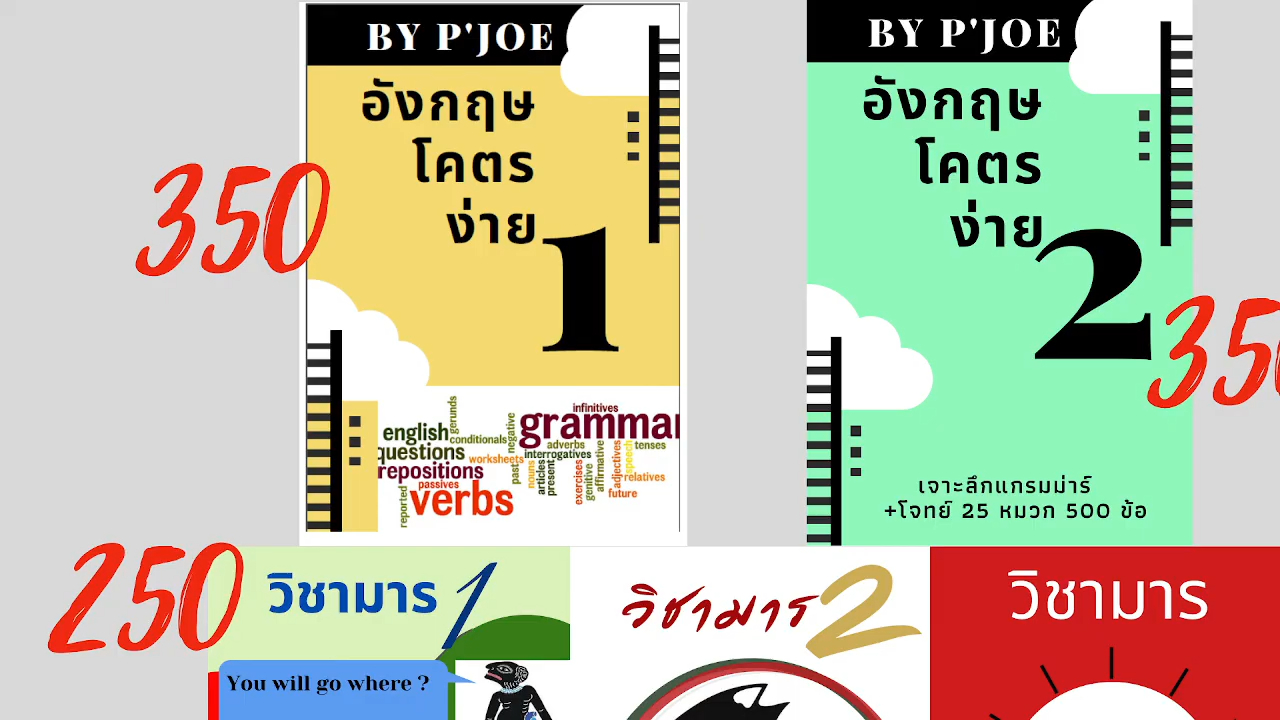 BY P'JOE
อังกฤษ
โคตร
ง่าย
1
350
infinitives
grammar
gerunds
english
conditionals
negative
adverbs
tenses
questions
interrogatives
speech
worksheets
repositions
past
nouns
articles
present
exercises
genitive
affirmative
adjectives
relatives
passives
verbs
future
reported
BY P'JOE
อังกฤษ
โคตร
ง่าย
2
350
เจาะลึกแกรมม่าร์
+โจทย์ 25 หมวก 500 ข้อ
250
วิชามาร 1
You will go where ?
วิชามาร 2
วิชามาร